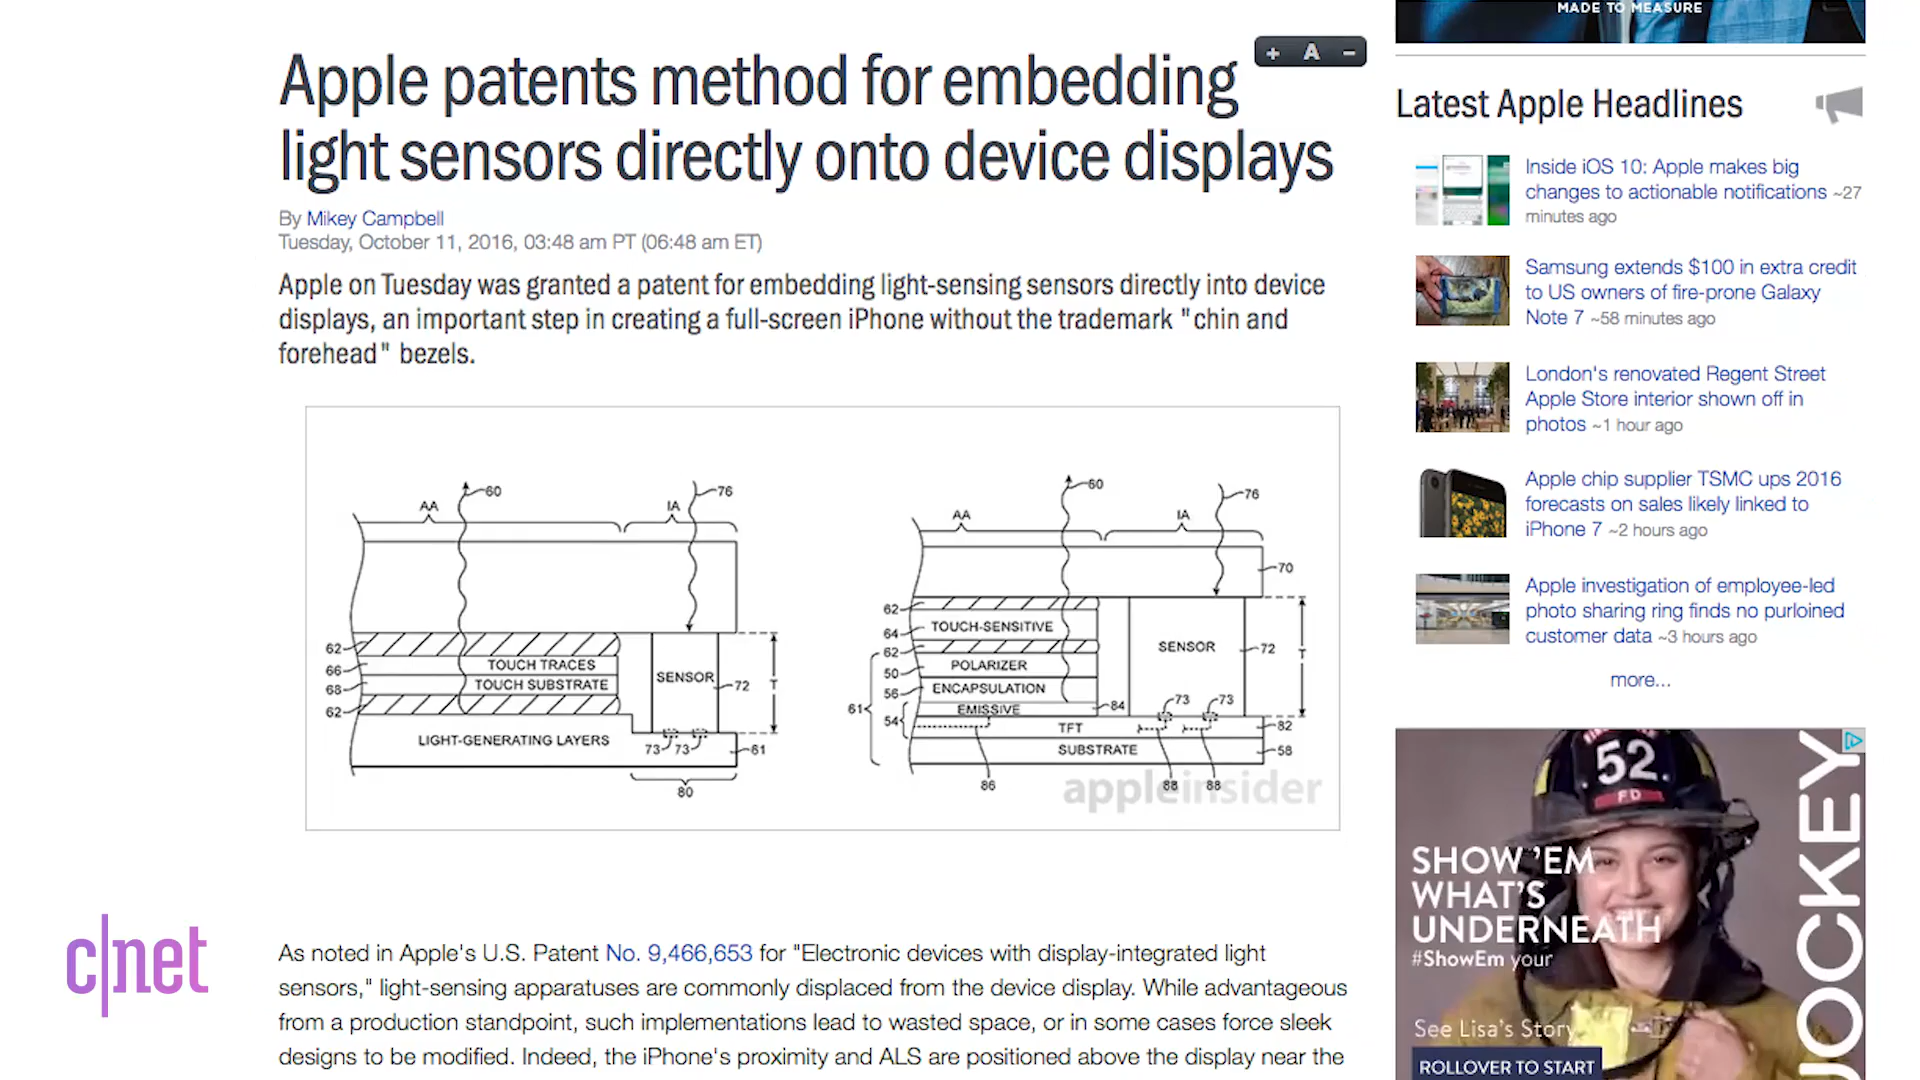 MADE TO MEASURE
+ A −
Apple patents method for embedding
light sensors directly onto device displays
By Mikey Campbell
Tuesday, October 11, 2016, 03:48 am PT (06:48 am ET)
Apple on Tuesday was granted a patent for embedding light-sensing sensors directly into device
displays, an important step in creating a full-screen iPhone without the trademark "chin and
forehead" bezels.
AA
60
IA
76
62
66
68
62
TOUCH TRACES
TOUCH SUBSTRATE
LIGHT-GENERATING LAYERS
SENSOR
72
T
73
73
61
80
AA
60
IA
76
70
62
64
62
50
56
61
54
TOUCH-SENSITIVE
POLARIZER
ENCAPSULATION
EMISSIVE
84
TFT
SUBSTRATE
SENSOR
72
T
73
73
82
58
86
88
88
appleinsider
As noted in Apple's U.S. Patent No. 9,466,653 for "Electronic devices with display-integrated light
sensors," light-sensing apparatuses are commonly displaced from the device display. While advantageous
from a production standpoint, such implementations lead to wasted space, or in some cases force sleek
designs to be modified. Indeed, the iPhone's proximity and ALS are positioned above the display near the
c|net
Latest Apple Headlines
Inside iOS 10: Apple makes big
changes to actionable notifications ~27
minutes ago
Samsung extends $100 in extra credit
to US owners of fire-prone Galaxy
Note 7 ~58 minutes ago
London's renovated Regent Street
Apple Store interior shown off in
photos ~1 hour ago
Apple chip supplier TSMC ups 2016
forecasts on sales likely linked to
iPhone 7 ~2 hours ago
Apple investigation of employee-led
photo sharing ring finds no purloined
customer data ~3 hours ago
more...
52.
FD
SHOW 'EM
WHAT'S
UNDERNEATH
#ShowEm your
See Lisa's Story
ROLLOVER TO START
JOCKEY